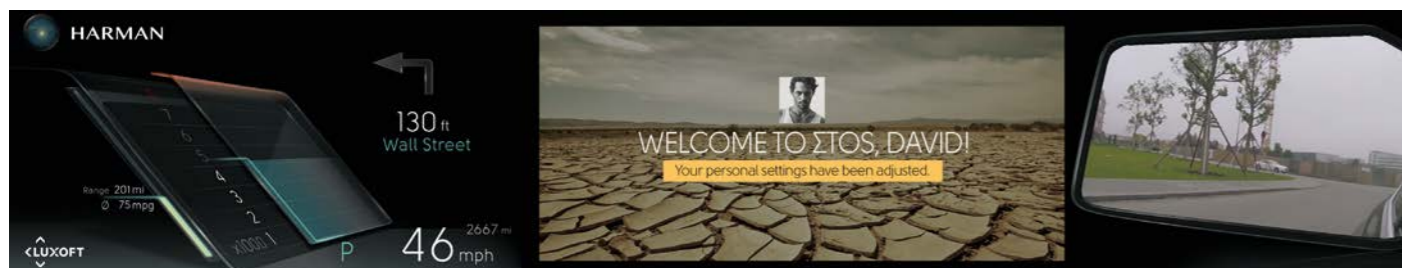 HARMAN
130 ft
Wall Street
7
6
5
4
3
2
x1000 1
Range 201 mi
Ø 75 mpg
P
46 mph
2667 mi
LUXOFT
WELCOME TO ΣTOS, DAVID!
Your personal settings have been adjusted.